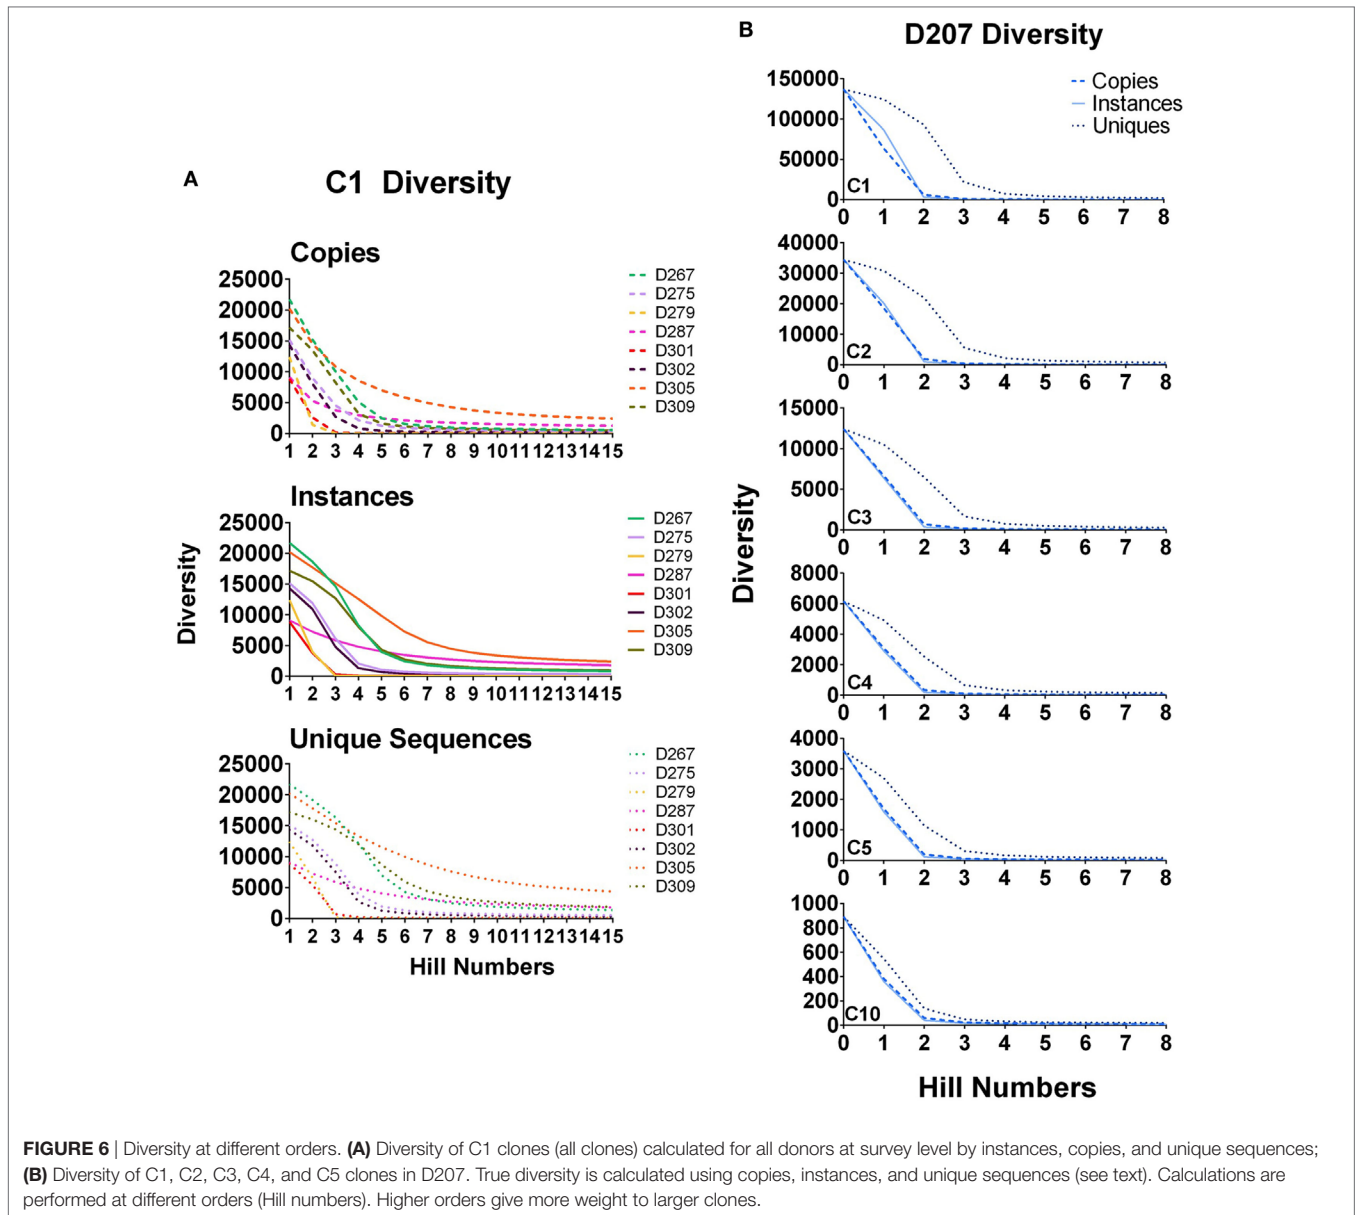 A
C1 Diversity
Copies
25000
20000
15000
10000
5000
0
1 2 3 4 5 6 7 8 9 10 11 12 13 14 15
D267
D275
D279
D287
D301
D302
D305
D309
Instances
25000
20000
15000
10000
5000
0
1 2 3 4 5 6 7 8 9 10 11 12 13 14 15
D267
D275
D279
D287
D301
D302
D305
D309
Diversity
Unique Sequences
25000
20000
15000
10000
5000
0
1 2 3 4 5 6 7 8 9 10 11 12 13 14 15
D267
D275
D279
D287
D301
D302
D305
D309
Hill Numbers
B
D207 Diversity
Copies
Instances
Uniques
150000
100000
50000
0
C1
0 1 2 3 4 5 6 7 8
40000
30000
20000
10000
0
C2
0 1 2 3 4 5 6 7 8
15000
10000
5000
0
C3
0 1 2 3 4 5 6 7 8
Diversity
8000
6000
4000
2000
0
C4
0 1 2 3 4 5 6 7 8
4000
3000
2000
1000
0
C5
0 1 2 3 4 5 6 7 8
1000
800
600
400
200
0
C10
0 1 2 3 4 5 6 7 8
Hill Numbers
FIGURE 6 | Diversity at different orders. (A) Diversity of C1 clones (all clones) calculated for all donors at survey level by instances, copies, and unique sequences;
(B) Diversity of C1, C2, C3, C4, and C5 clones in D207. True diversity is calculated using copies, instances, and unique sequences (see text). Calculations are
performed at different orders (Hill numbers). Higher orders give more weight to larger clones.